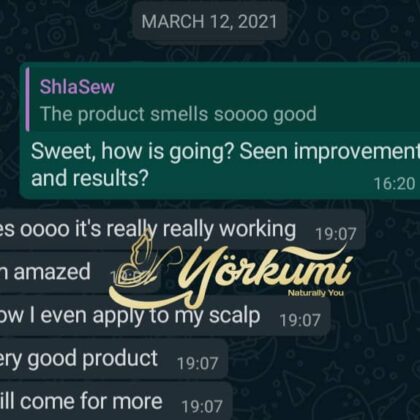 MARCH 12, 2021
ShlaSew
The product smells soooo good
Sweet, how is going? Seen improvement
and results?
16:20
es oooo it's really really working 19:07
m amazed
Yörkumi
Naturally You
ow I even apply to my scalp 19:07
ery good product 19:07
ill come for more 19:07